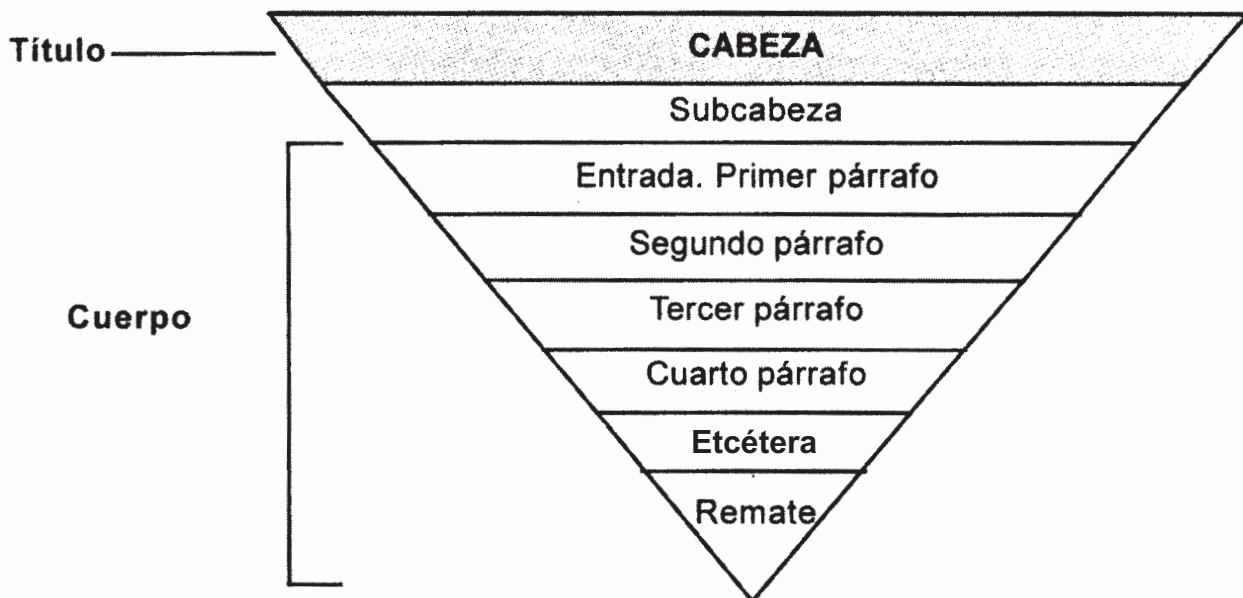 Título
CABEZA
Subcabeza
Entrada. Primer párrafo
Segundo párrafo
Cuerpo
Tercer párrafo
Cuarto párrafo
Etcétera
Remate